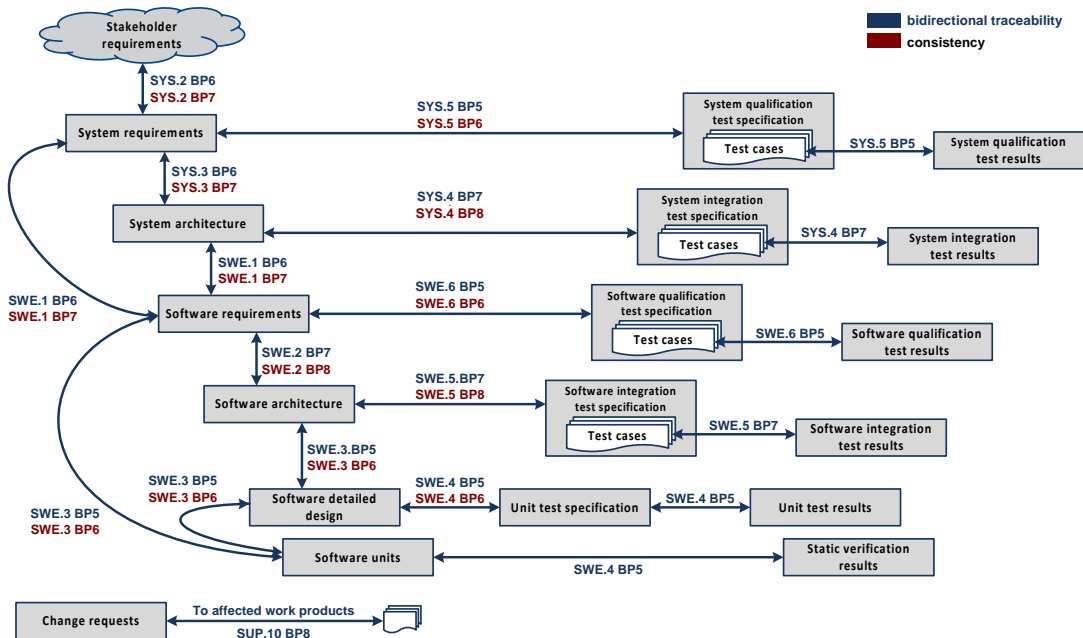 Stakeholder
requirements
bidirectional traceability
consistency
SYS.2 BP6
SYS.2 BP7
System requirements
SYS.5 BP5
SYS.5 BP6
System qualification
test specification
Test cases
SYS.5 BP5
System qualification
test results
SYS.3 BP6
SYS.3 BP7
System architecture
SYS.4 BP7
SYS.4 BP8
System integration
test specification
Test cases
SYS.4 BP7
System integration
test results
SWE.1 BP6
SWE.1 BP7
SWE.1 BP6
SWE.1 BP7
Software requirements
SWE.6 BP5
SWE.6 BP6
Software qualification
test specification
Test cases
SWE.6 BP5
Software qualification
test results
SWE.2 BP7
SWE.2 BP8
Software architecture
SWE.5.BP7
SWE.5 BP8
Software integration
test specification
Test cases
SWE.5 BP7
Software integration
test results
SWE.3.BP5
SWE.3 BP6
SWE.3 BP5
SWE.3 BP6
Software detailed
design
SWE.4 BP5
SWE.4 BP6
Unit test specification
SWE.4 BP5
Unit test results
SWE.3 BP5
SWE.3 BP6
Software units
SWE.4 BP5
Static verification
results
Change requests
To affected work products
SUP.10 BP8